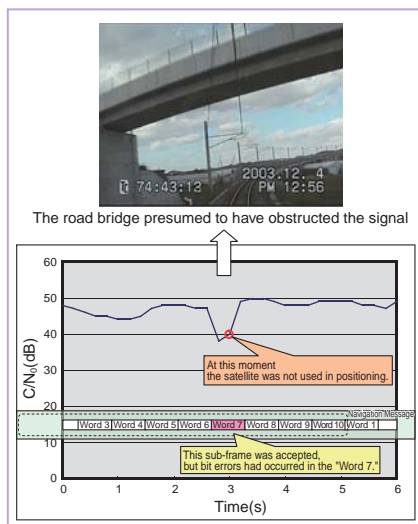 74:43:13
2003.12. 4
PM 12:56
The road bridge presumed to have obstructed the signal
60
50
40
30
20
10
0
C/N0(dB)
At this moment
the satellite was not used in positioning.
Navigation Message
Word 3 Word 4 Word 5 Word 6 Word 7 Word 8 Word 9 Word 10 Word 1
This sub-frame was accepted,
but bit errors had occurred in the "Word 7."
0 1 2 3 4 5 6
Time(s)